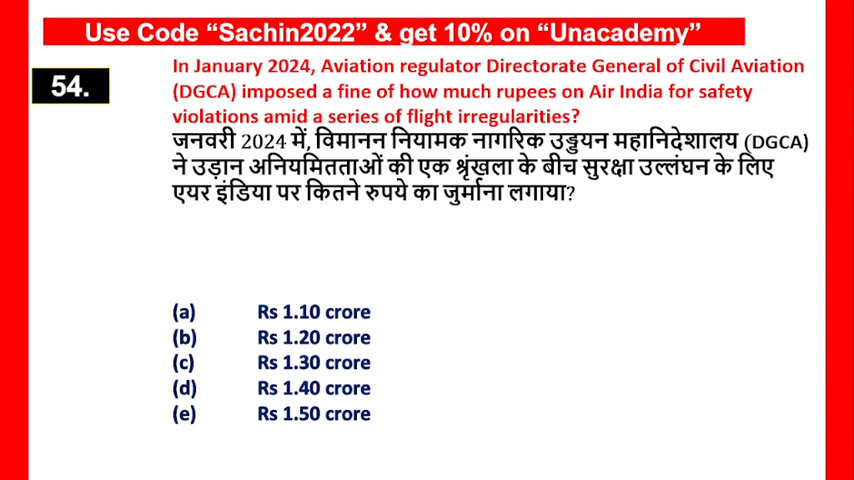 Use Code “Sachin2022” & get 10% on “Unacademy”
54.
In January 2024, Aviation regulator Directorate General of Civil Aviation
(DGCA) imposed a fine of how much rupees on Air India for safety
violations amid a series of flight irregularities?
जनवरी 2024 में, विमानन नियामक नागरिक उड्डयन महानिदेशालय (DGCA)
ने उड़ान अनियमितताओं की एक श्रृंखला के बीच सुरक्षा उल्लंघन के लिए
एयर इंडिया पर कितने रुपये का जुर्माना लगाया?
(a) Rs 1.10 crore
(b) Rs 1.20 crore
(c) Rs 1.30 crore
(d) Rs 1.40 crore
(e) Rs 1.50 crore